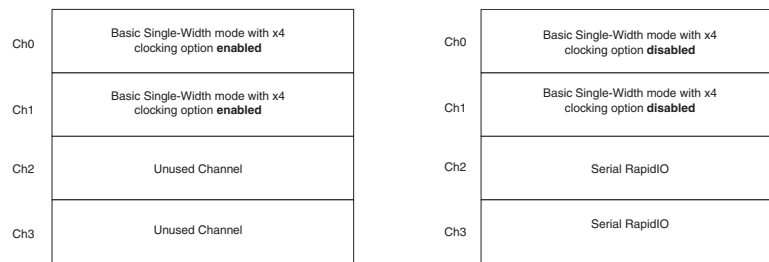 Ch0
Basic Single-Width mode with x4
clocking option enabled
Ch1
Basic Single-Width mode with x4
clocking option enabled
Ch2
Unused Channel
Ch3
Unused Channel
Ch0
Basic Single-Width mode with x4
clocking option disabled
Ch1
Basic Single-Width mode with x4
clocking option disabled
Ch2
Serial RapidIO
Ch3
Serial RapidIO